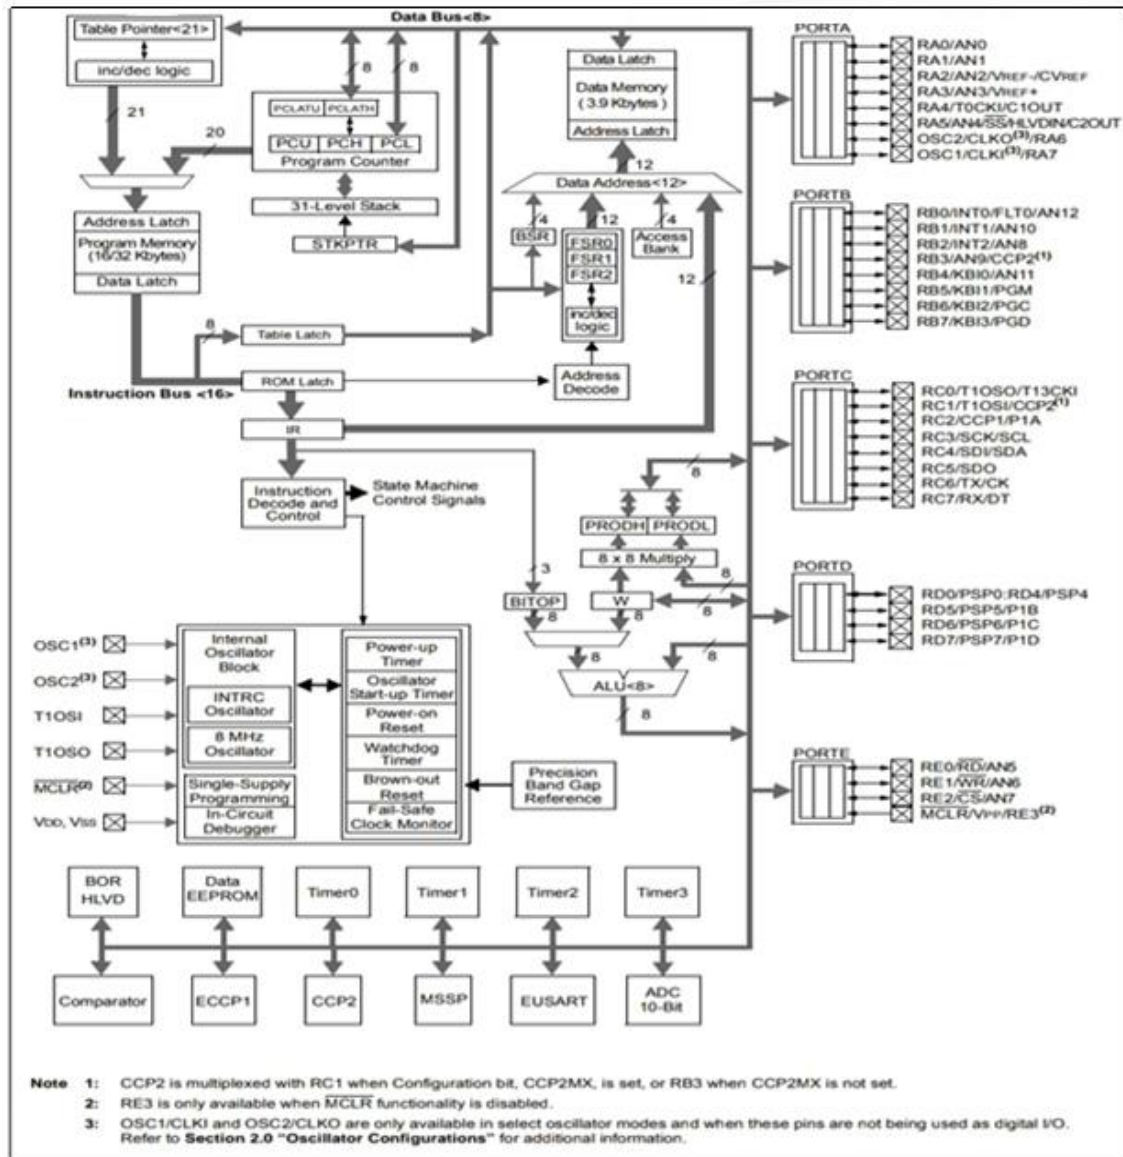 Data Bus<8>
Table Pointer<21>
inc/dec logic
21
20
8
8
PCLATU PCLATH
PCU PCH PCL
Program Counter
31-Level Stack
STKPTR
Address Latch
Program Memory
(16/32 Kbytes)
Data Latch
8
Table Latch
Instruction Bus <16>
ROM Latch
IR
Data Latch
Data Memory
( 3.9 Kbytes )
Address Latch
12
Data Address<12>
4
12
4
BSR
FSR0
FSR1
FSR2
inc/dec
logic
Access
Bank
12
Address
Decode
Instruction
Decode and
Control
State Machine
Control Signals
8
PRODH PRODL
8 x 8 Multiply
3
8
BITOP
W
8
8
8
8
8
ALU<8>
8
OSC1(3)
OSC2(3)
T1OSI
T1OSO
MCLR(2)
VDD, VSS
Internal
Oscillator
Block
INTRC
Oscillator
8 MHz
Oscillator
Single-Supply
Programming
In-Circuit
Debugger
Power-up
Timer
Oscillator
Start-up Timer
Power-on
Reset
Watchdog
Timer
Brown-out
Reset
Fail-Safe
Clock Monitor
Precision
Band Gap
Reference
PORTA
RA0/AN0
RA1/AN1
RA2/AN2/VREF-/CVREF
RA3/AN3/VREF+
RA4/T0CKI/C1OUT
RA5/AN4/SS/HLVDIN/C2OUT
OSC2/CLKO(3)/RA6
OSC1/CLKI(3)/RA7
PORTB
RB0/INT0/FLT0/AN12
RB1/INT1/AN10
RB2/INT2/AN8
RB3/AN9/CCP2(1)
RB4/KBI0/AN11
RB5/KBI1/PGM
RB6/KBI2/PGC
RB7/KBI3/PGD
PORTC
RC0/T1OSO/T13CKI
RC1/T1OSI/CCP2(1)
RC2/CCP1/P1A
RC3/SCK/SCL
RC4/SDI/SDA
RC5/SDO
RC6/TX/CK
RC7/RX/DT
PORTD
RD0/PSP0:RD4/PSP4
RD5/PSP5/P1B
RD6/PSP6/P1C
RD7/PSP7/P1D
PORTE
RE0/RD/AN5
RE1/WR/AN6
RE2/CS/AN7
MCLR/VPP/RE3(2)
BOR
HLVD
Data
EEPROM
Timer0
Timer1
Timer2
Timer3
Comparator
ECCP1
CCP2
MSSP
EUSART
ADC
10-Bit
Note 1: CCP2 is multiplexed with RC1 when Configuration bit, CCP2MX, is set, or RB3 when CCP2MX is not set.
2: RE3 is only available when MCLR functionality is disabled.
3: OSC1/CLKI and OSC2/CLKO are only available in select oscillator modes and when these pins are not being used as digital I/O.
Refer to Section 2.0 "Oscillator Configurations" for additional information.